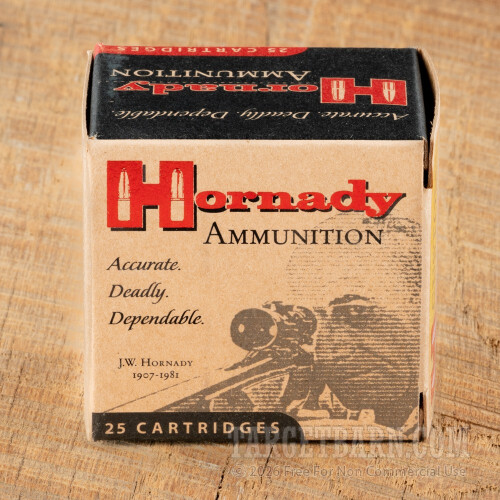 25 CARTRIDGES
Hornady
AMMUNITION
Accurate. Deadly. Dependable.
Hornady
AMMUNITION
Accurate.
Deadly.
Dependable.
J.W. HORNADY
1907-1981
25 CARTRIDGES
TARGETBARN.COM
© 2026 Free For Non Commercial Use